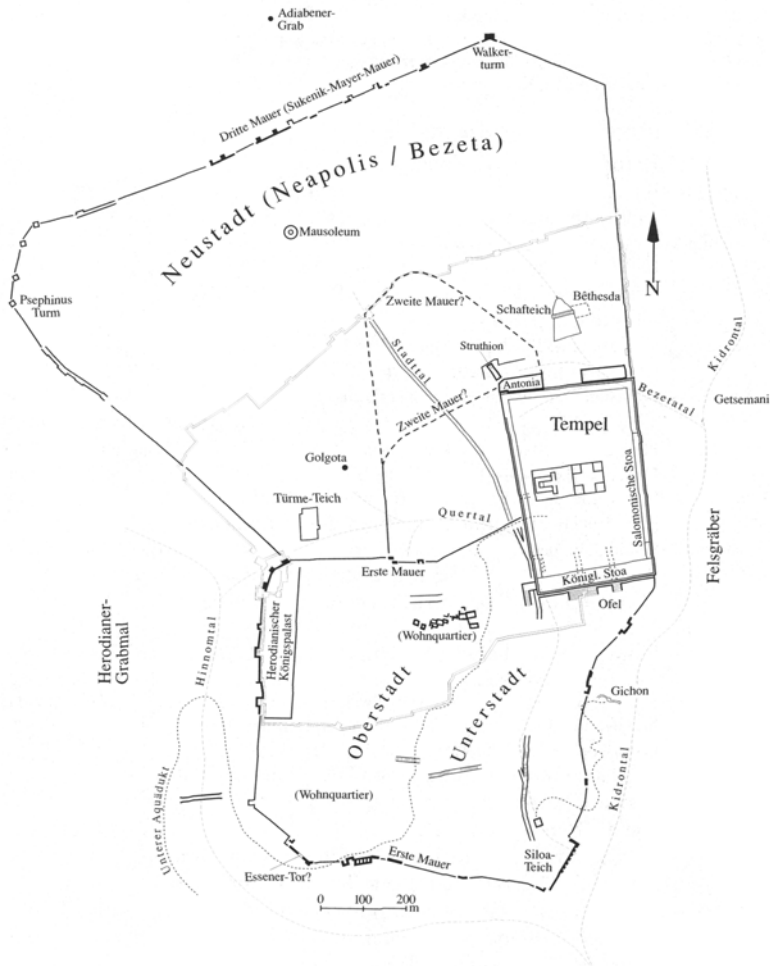 Adiabener-
Grab
Walker-
turm
Dritte Mauer (Sukenik-Mayer-Mauer)
Neustadt (Neapolis / Bezeta)
Mausoleum
N
Psephinus
Turm
Zweite Mauer?
Schafteich
Bêthesda
Kidrontal
Stadttal
Struthion
Antonia
Bezetatal
Getsemani
Zweite Mauer?
Tempel
Golgota
Türme-Teich
Quertal
Salomonische Stoa
Felsgräber
Erste Mauer
Königl. Stoa
Ofel
Herodianer-
Grabmal
Hinnomtal
Herodianischer
Königspalast
(Wohnquartier)
Oberstadt
Unterstadt
Gichon
Kidrontal
Unterer Aquädukt
(Wohnquartier)
Siloa-
Teich
Erste Mauer
Essener-Tor?
0 100 200
m